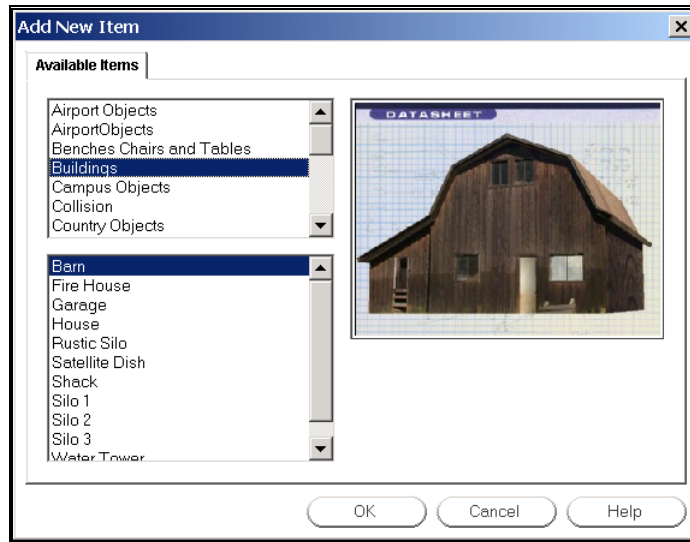 Add New Item
Available Items
Airport Objects
AirportObjects
Benches Chairs and Tables
Buildings
Campus Objects
Collision
Country Objects
DATASHEET
Barn
Fire House
Garage
House
Rustic Silo
Satellite Dish
Shack
Silo 1
Silo 2
Silo 3
Water Tower
OK
Cancel
Help